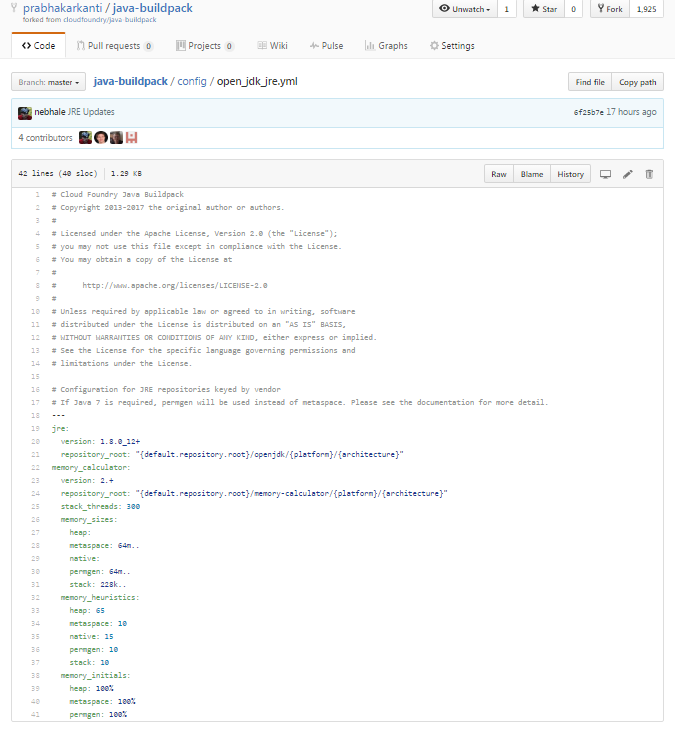 prabhakarkanti / java-buildpack
forked from cloudfoundry/java-buildpack
Unwatch 1 Star 0 Fork 1,925
Code Pull requests 0 Projects 0 Wiki Pulse Graphs Settings
Branch: master java-buildpack / config / open_jdk_jre.yml Find file Copy path
nebhale JRE Updates 6f25b7e 17 hours ago
4 contributors
42 lines (40 sloc) 1.29 KB Raw Blame History
1 # Cloud Foundry Java Buildpack
2 # Copyright 2013-2017 the original author or authors.
3 #
4 # Licensed under the Apache License, Version 2.0 (the "License");
5 # you may not use this file except in compliance with the License.
6 # You may obtain a copy of the License at
7 #
8 #      http://www.apache.org/licenses/LICENSE-2.0
9 #
10 # Unless required by applicable law or agreed to in writing, software
11 # distributed under the License is distributed on an "AS IS" BASIS,
12 # WITHOUT WARRANTIES OR CONDITIONS OF ANY KIND, either express or implied.
13 # See the License for the specific language governing permissions and
14 # limitations under the License.
15
16 # Configuration for JRE repositories keyed by vendor
17 # If Java 7 is required, permgen will be used instead of metaspace. Please see the documentation for more detail.
18 ---
19 jre:
20   version: 1.8.0_12+
21   repository_root: "{default.repository.root}/openjdk/{platform}/{architecture}"
22 memory_calculator:
23   version: 2.+
24   repository_root: "{default.repository.root}/memory-calculator/{platform}/{architecture}"
25   stack_threads: 300
26   memory_sizes:
27     heap:
28     metaspace: 64m..
29     native:
30     permgen: 64m..
31     stack: 228k..
32   memory_heuristics:
33     heap: 65
34     metaspace: 10
35     native: 15
36     permgen: 10
37     stack: 10
38   memory_initials:
39     heap: 100%
40     metaspace: 100%
41     permgen: 100%